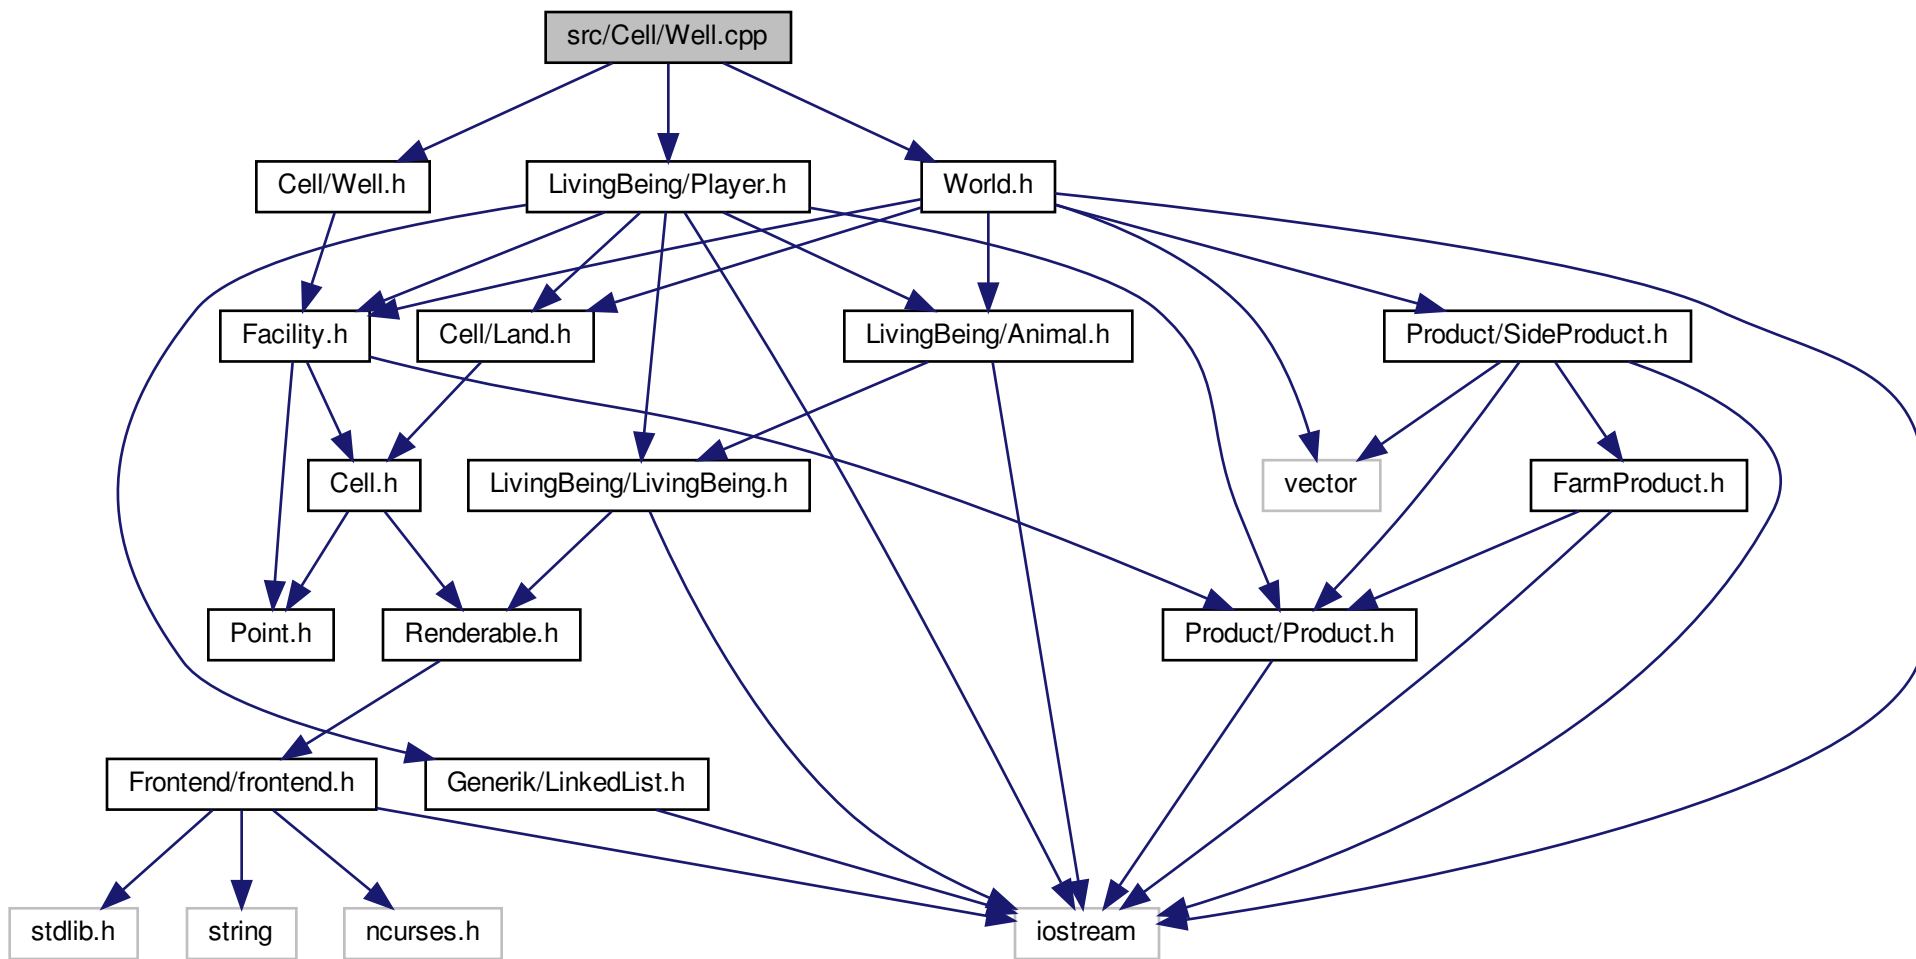 src/Cell/Well.cpp
Cell/Well.h
LivingBeing/Player.h
World.h
Facility.h
Cell/Land.h
LivingBeing/Animal.h
Product/SideProduct.h
Cell.h
LivingBeing/LivingBeing.h
vector
FarmProduct.h
Point.h
Renderable.h
Product/Product.h
Frontend/frontend.h
Generik/LinkedList.h
stdlib.h
string
ncurses.h
iostream